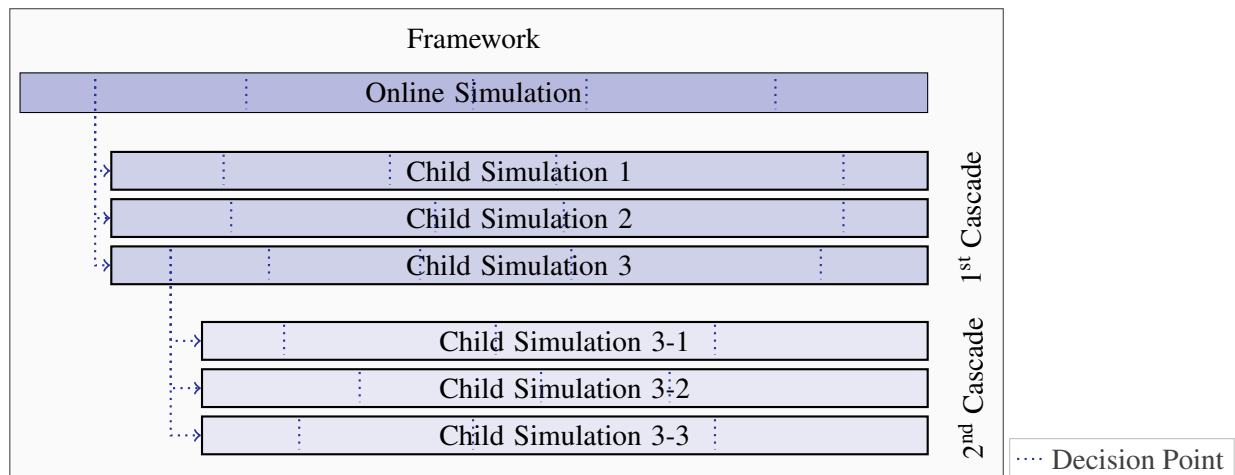 Framework
Online Simulation
Child Simulation 1
Child Simulation 2
Child Simulation 3
1st Cascade
Child Simulation 3-1
Child Simulation 3-2
Child Simulation 3-3
2nd Cascade
Decision Point